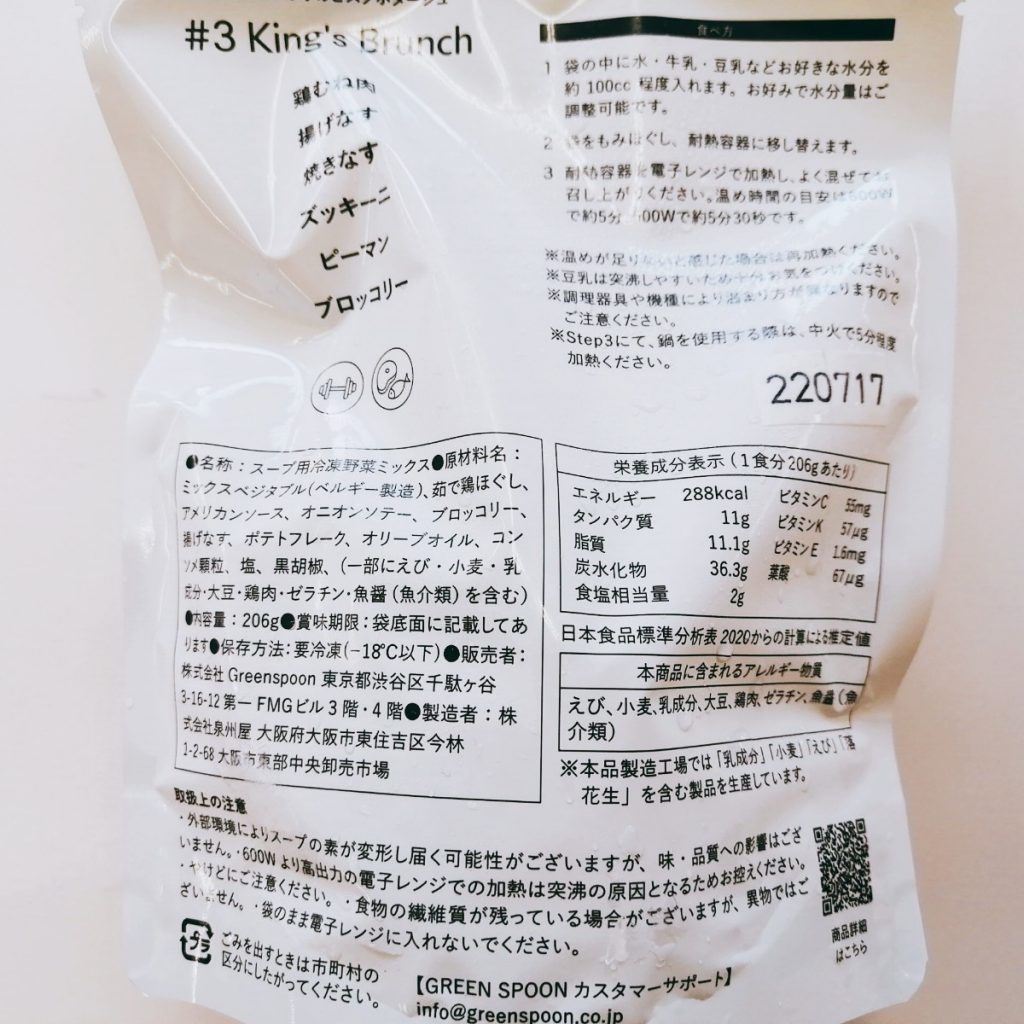 #3 King's Brunch
鶏むね肉
揚げなす
焼きなす
ズッキーニ
ピーマン
ブロッコリー
食べ方
1 袋の中に水・牛乳・豆乳などお好きな水分を
約 100cc 程度入れます。お好みで水分量はご
調整可能です。
2 袋をもみほぐし、耐熱容器に移し替えます。
3 耐熱容器を電子レンジで加熱し、よく混ぜてお
召し上がりください。温め時間の目安は600W
で約5分 500Wで約5分30秒です。
※温めが足りないと感じた場合は再加熱ください。
※豆乳は突沸しやすいため十分お気をつけください。
※調理器具や機種により温まり方が異なりますので
ご注意ください。
※Step3にて、鍋を使用する際は、中火で5分程度
加熱ください。
220717
●名称：スープ用冷凍野菜ミックス●原材料名：
ミックスベジタブル(ベルギー製造)、茹で鶏ほぐし、
アメリカンソース、オニオンソテー、ブロッコリー、
揚げなす、ポテトフレーク、オリーブオイル、コン
ソメ顆粒、塩、黒胡椒、(一部にえび・小麦・乳
成分・大豆・鶏肉・ゼラチン・魚醤(魚介類)を含む)
●内容量：206g●賞味期限：袋底面に記載してあ
ります●保存方法：要冷凍(−18℃以下)●販売者：
株式会社 Greenspoon 東京都渋谷区千駄ヶ谷
3-16-12 第一 FMGビル 3 階・4 階●製造者：株
式会社泉州屋 大阪府大阪市東住吉区今林
1-2-68 大阪市東部中央卸売市場
栄養成分表示(1食分206gあたり)
エネルギー 288kcal ビタミンC 55mg
タンパク質 11g ビタミンK 57μg
脂質 11.1g ビタミンE 1.6mg
炭水化物 36.3g 葉酸 67μg
食塩相当量 2g
日本食品標準分析表 2020からの計算による推定値
本商品に含まれるアレルギー物質
えび、小麦、乳成分、大豆、鶏肉、ゼラチン、魚醤(魚
介類)
※本品製造工場では「乳成分」「小麦」「えび」「落
花生」を含む製品を生産しています。
取扱上の注意
・外部環境によりスープの素が変形し届く可能性がございますが、味・品質への影響はござ
いません。・600W より高出力の電子レンジでの加熱は突沸の原因となるためお控えください。
・やけどにご注意ください。・食物の繊維質が残っている場合がございますが、異物ではご
ざいません。・袋のまま電子レンジに入れないでください。
商品詳細
はこちら
プラ
ごみを出すときは市町村の
区分にしたがってください。
【GREEN SPOON カスタマーサポート】
info@greenspoon.co.jp